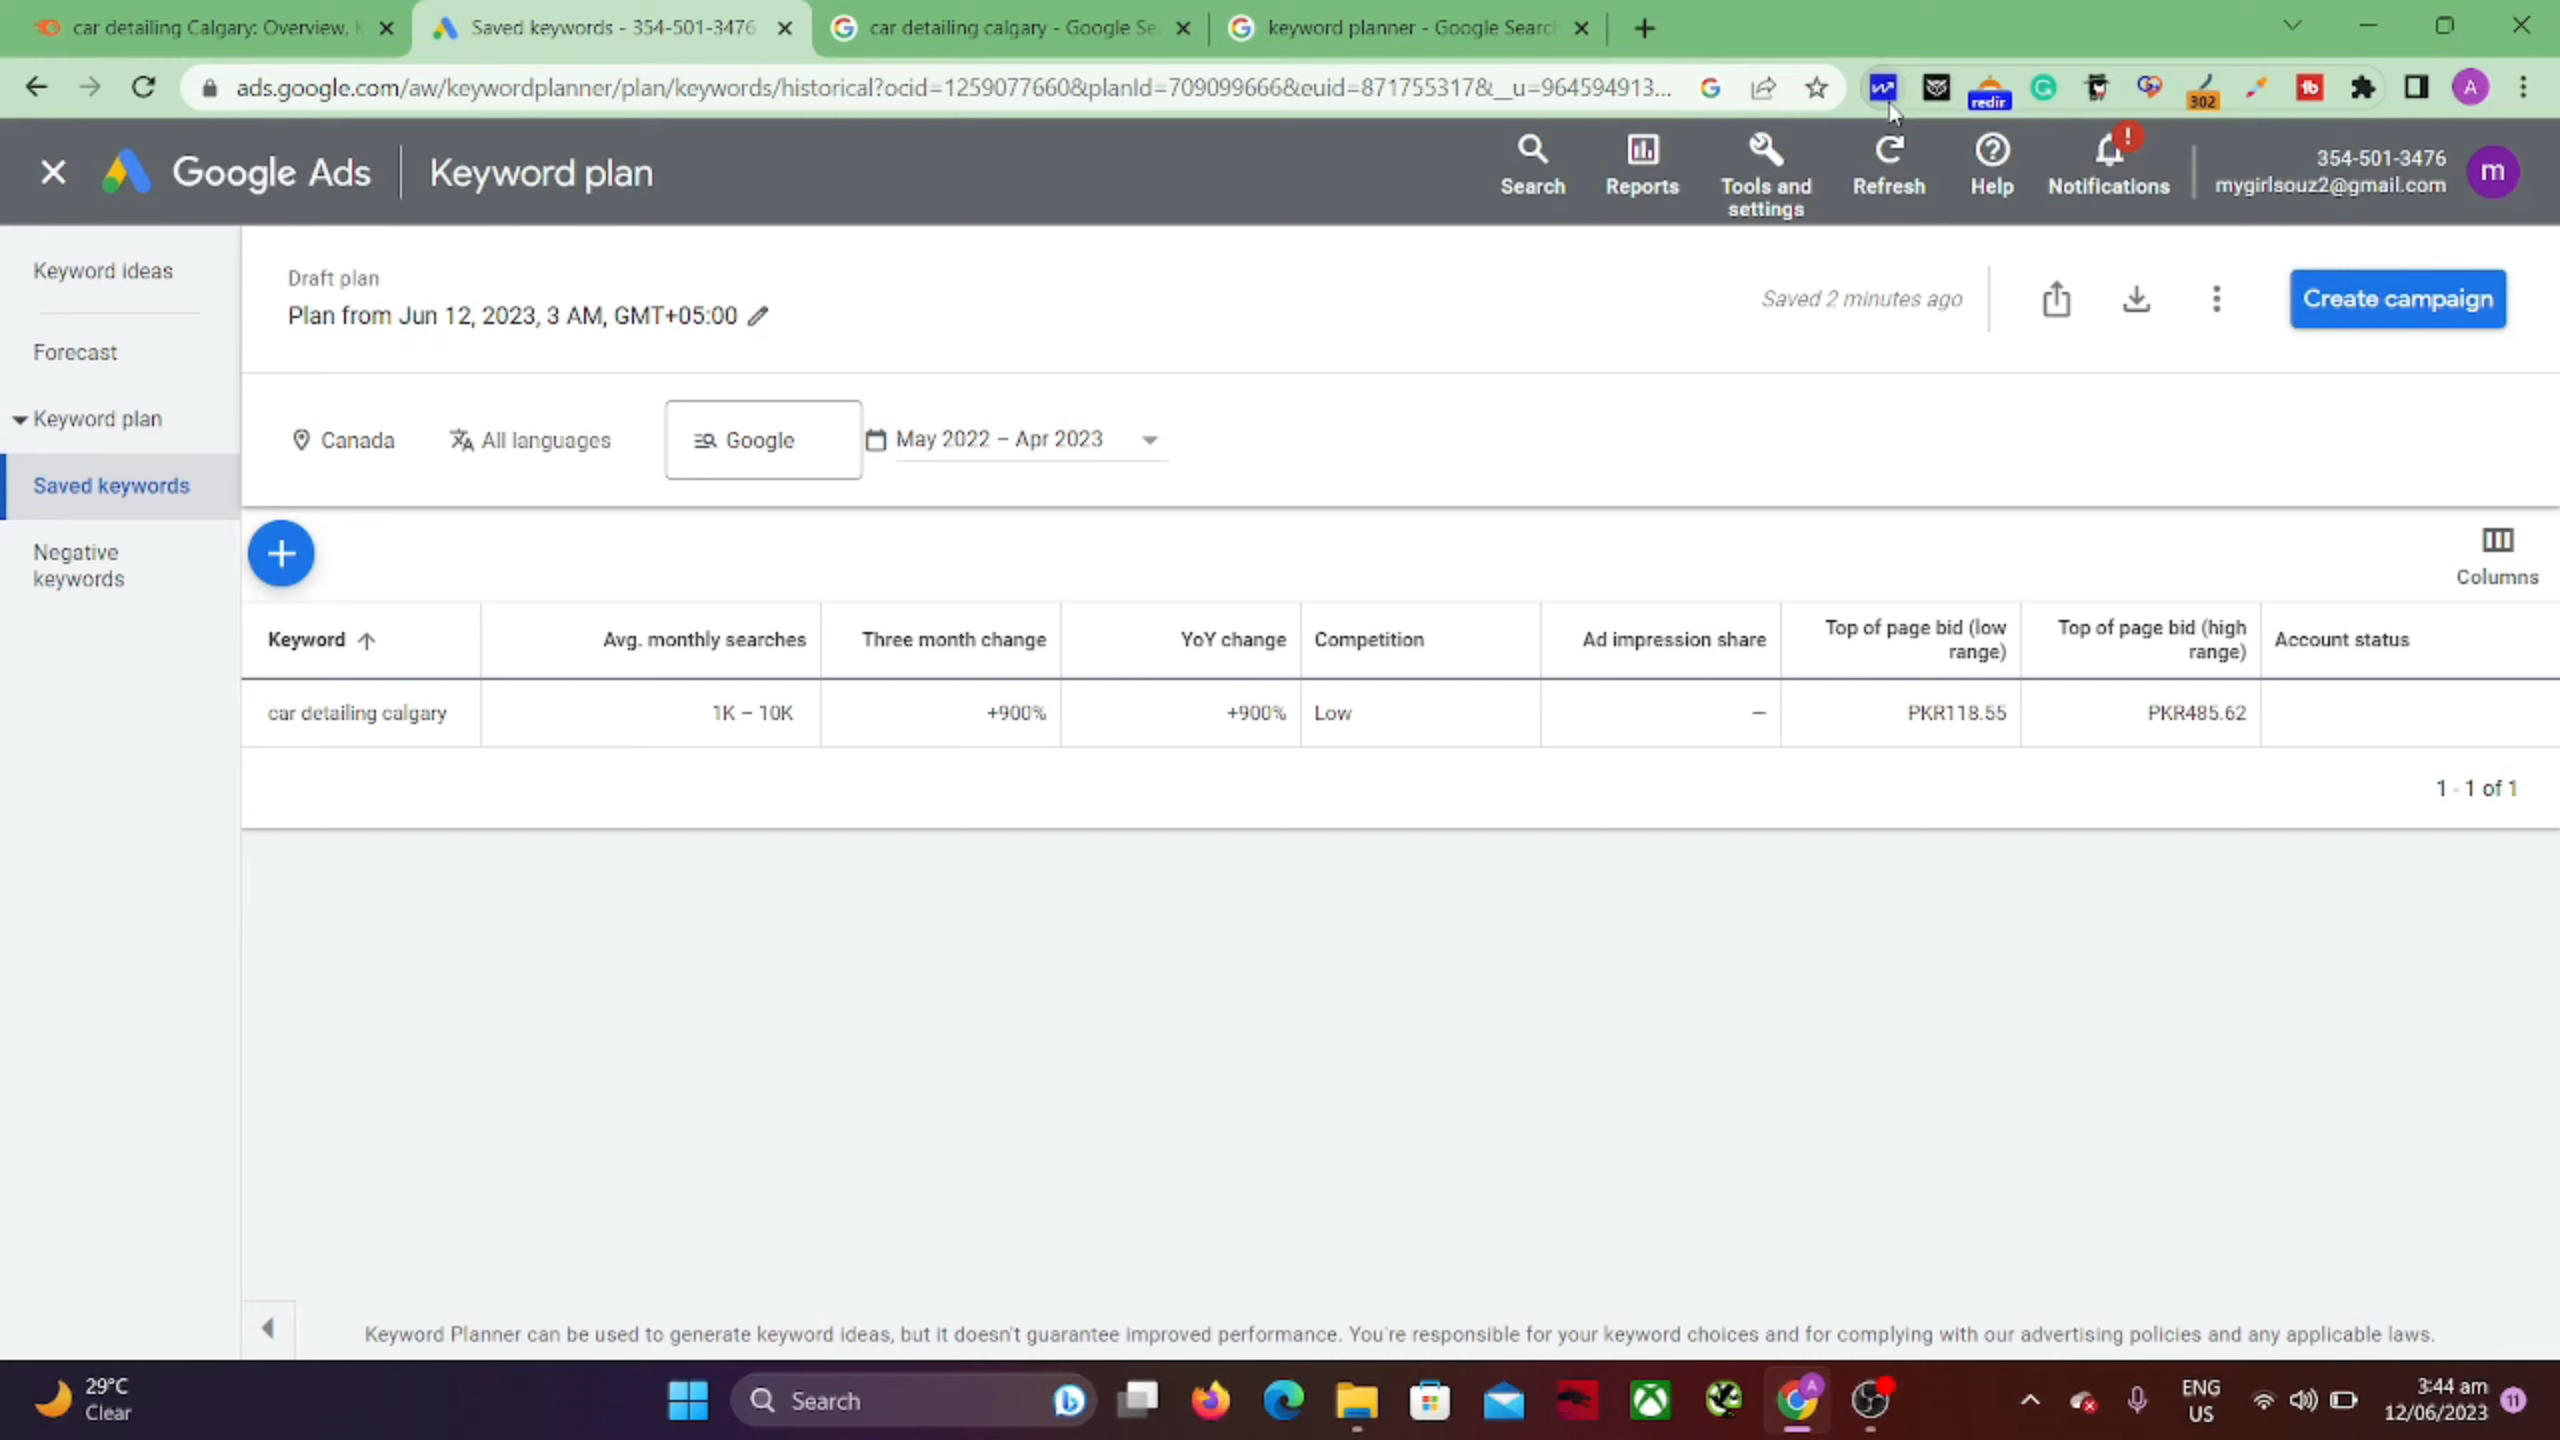 car detailing Calgary: Overview,
Saved keywords - 354-501-3476
car detailing calgary - Google Se
keyword planner - Google Search
ads.google.com/aw/keywordplanner/plan/keywords/historical?ocid=1259077660&planId=709099666&euid=871755317&__u=964594913...
redir
302
A
Google Ads
Keyword plan
Search
Reports
Tools and
settings
Refresh
Help
!
Notifications
354-501-3476
mygirlsouz2@gmail.com
m
Keyword ideas
Forecast
Keyword plan
Saved keywords
Negative
keywords
Draft plan
Plan from Jun 12, 2023, 3 AM, GMT+05:00
Saved 2 minutes ago
Create campaign
Canada
All languages
Google
May 2022 – Apr 2023
Columns
Keyword
Avg. monthly searches
Three month change
YoY change
Competition
Ad impression share
Top of page bid (low
range)
Top of page bid (high
range)
Account status
car detailing calgary
1K – 10K
+900%
+900%
Low
–
PKR118.55
PKR485.62
1 - 1 of 1
Keyword Planner can be used to generate keyword ideas, but it doesn't guarantee improved performance. You're responsible for your keyword choices and for complying with our advertising policies and any applicable laws.
29°C
Clear
Search
A
ENG
US
3:44 am
12/06/2023
11